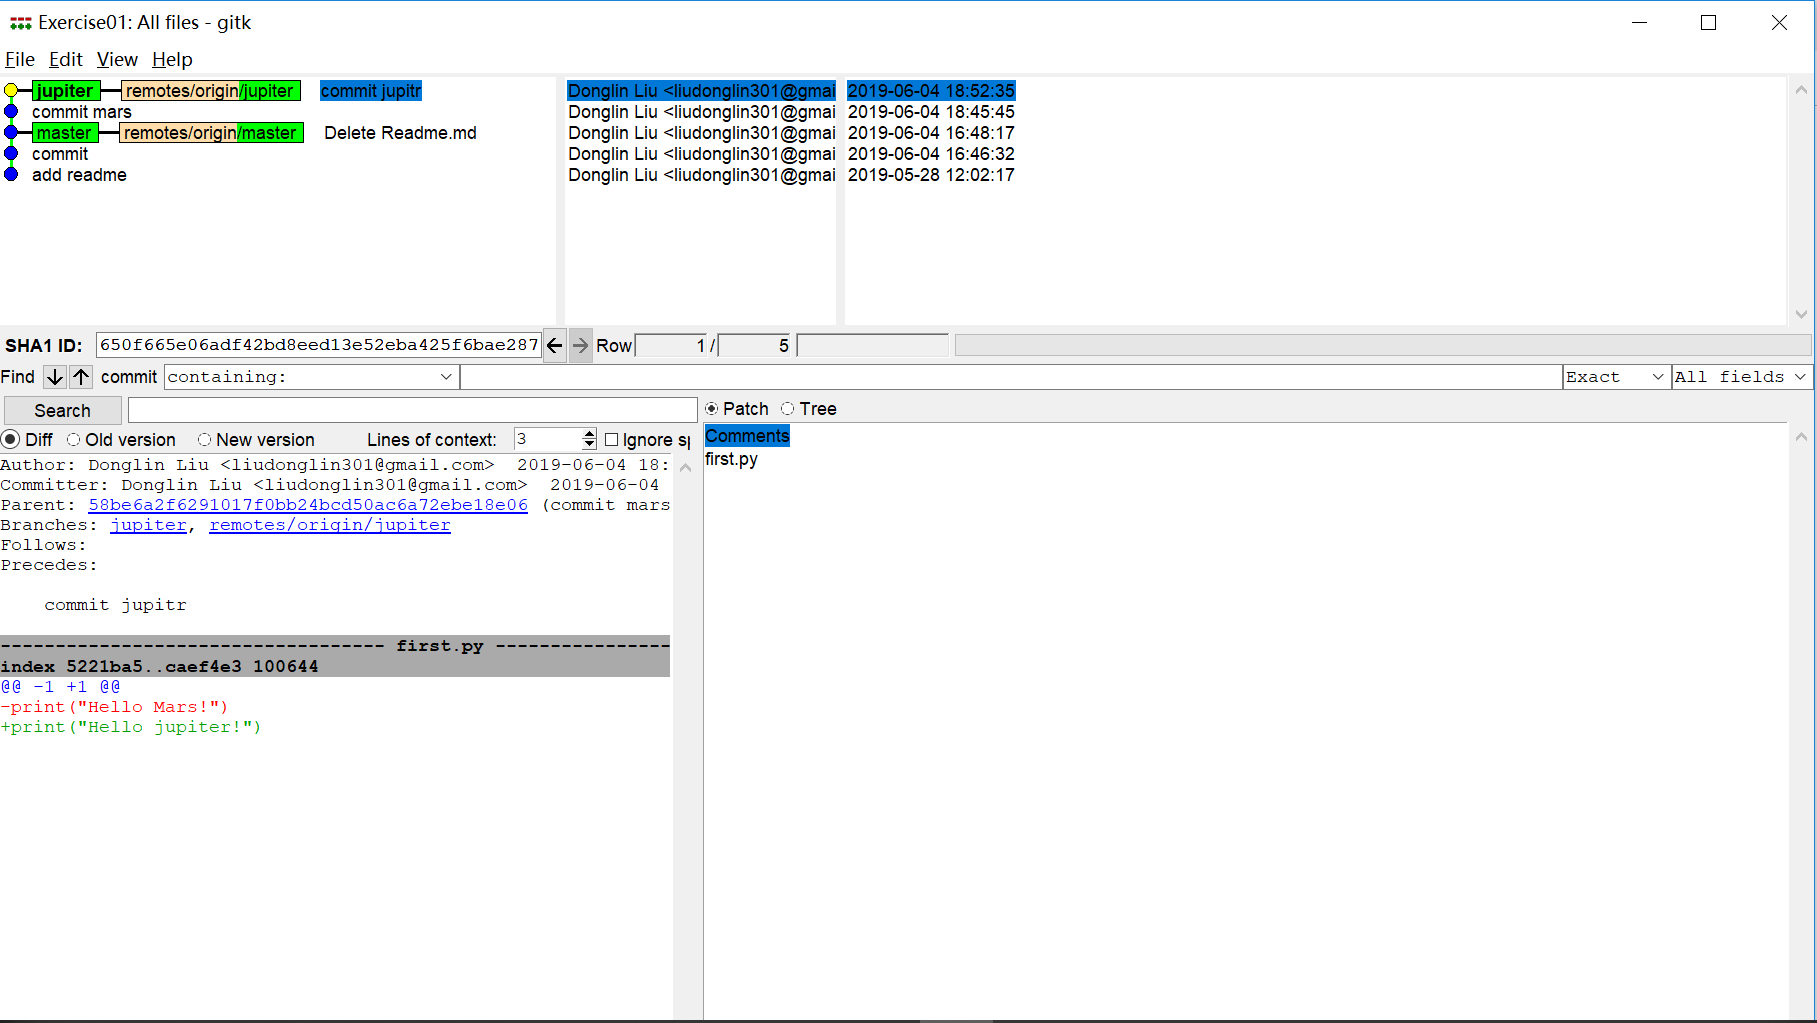 Exercise01: All files - gitk
File Edit View Help
jupiter remotes/origin/jupiter commit jupitr Donglin Liu <liudonglin301@gmai 2019-06-04 18:52:35
commit mars Donglin Liu <liudonglin301@gmai 2019-06-04 18:45:45
master remotes/origin/master Delete Readme.md Donglin Liu <liudonglin301@gmai 2019-06-04 16:48:17
commit Donglin Liu <liudonglin301@gmai 2019-06-04 16:46:32
add readme Donglin Liu <liudonglin301@gmai 2019-05-28 12:02:17
SHA1 ID: 650f665e06adf42bd8eed13e52eba425f6bae287 Row 1 / 5
Find commit containing: Exact All fields
Search Patch Tree
Diff Old version New version Lines of context: 3 Ignore sp
Comments
first.py
Author: Donglin Liu <liudonglin301@gmail.com> 2019-06-04 18:
Committer: Donglin Liu <liudonglin301@gmail.com> 2019-06-04
Parent: 58be6a2f6291017f0bb24bcd50ac6a72ebe18e06 (commit mars
Branches: jupiter, remotes/origin/jupiter
Follows:
Precedes:
commit jupitr
----------------------------------- first.py ----------------
index 5221ba5..caef4e3 100644
@@ -1 +1 @@
-print("Hello Mars!")
+print("Hello jupiter!")